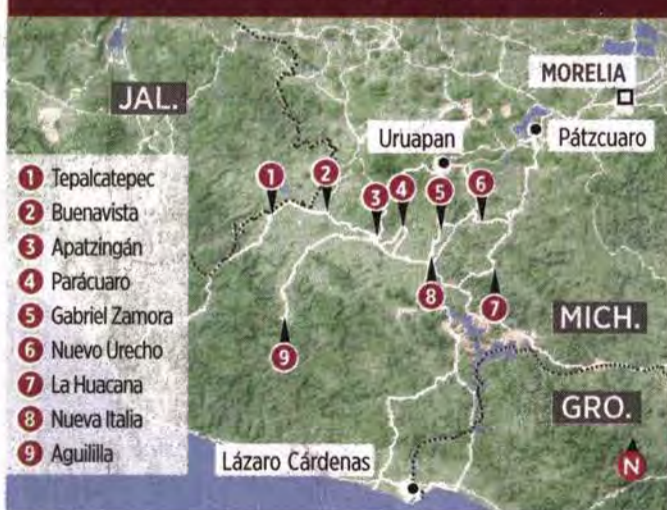 MORELIA
JAL.
Uruapan
Pátzcuaro
1 Tepalcatepec
2 Buenavista
3 Apatzingán
4 Parácuaro
5 Gabriel Zamora
6 Nuevo Urecho
7 La Huacana
8 Nueva Italia
9 Aguililla
1
2
3
4
5
6
7
8
9
MICH.
GRO.
Lázaro Cárdenas
N